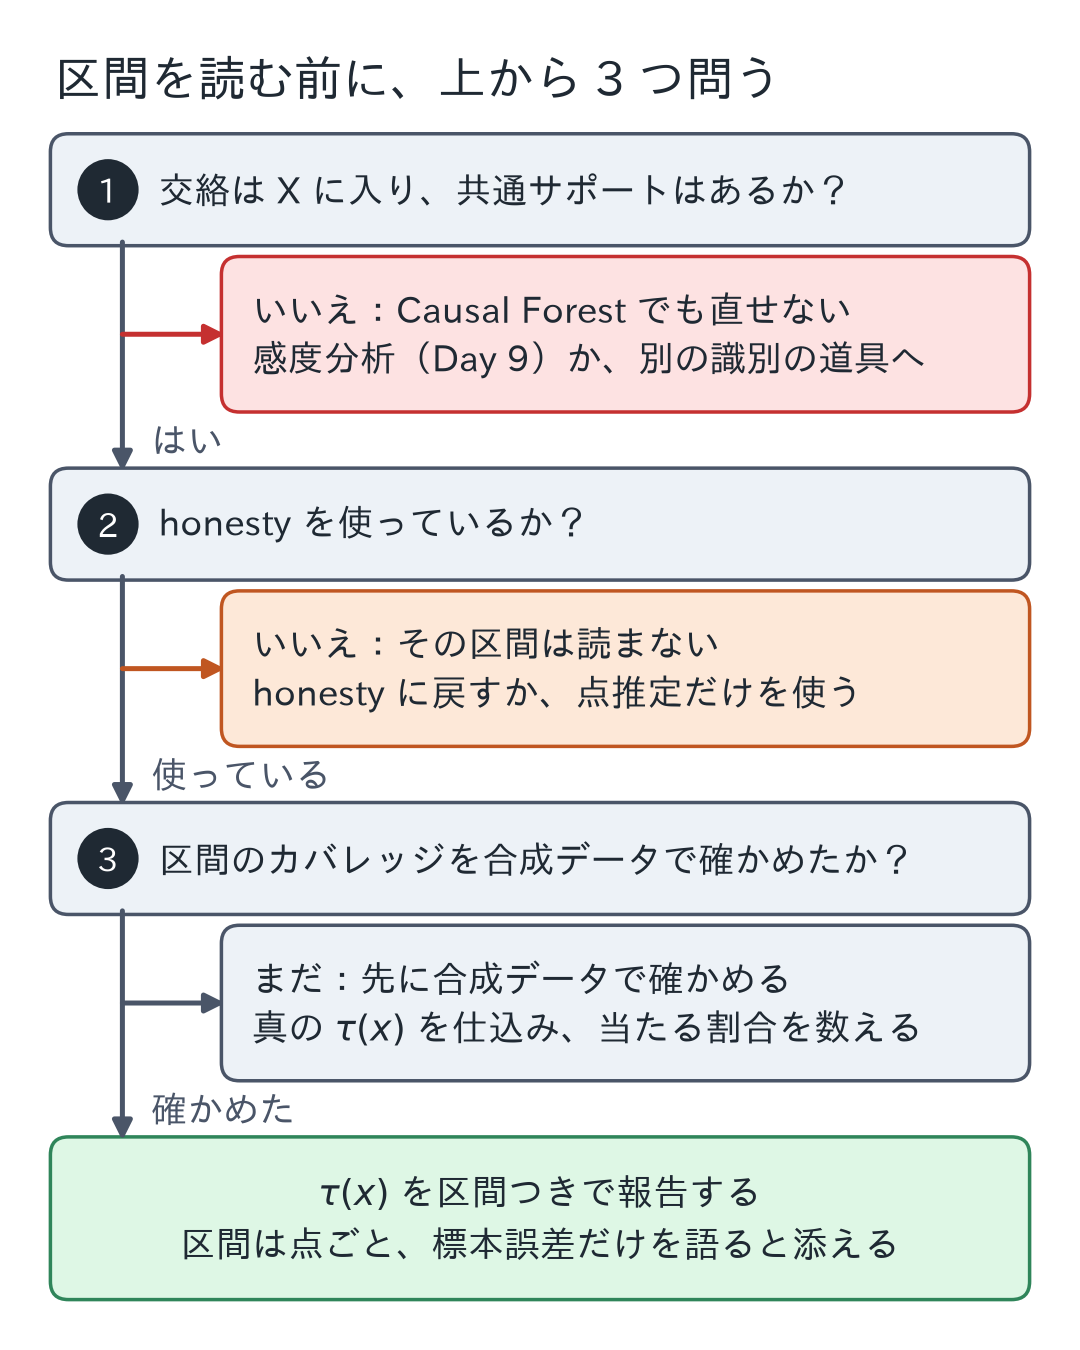 区間を読む前に、上から 3 つ問う
1 交絡は X に入り、共通サポートはあるか？
いいえ：Causal Forest でも直せない
感度分析（Day 9）か、別の識別の道具へ
はい
2 honesty を使っているか？
いいえ：その区間は読まない
honesty に戻すか、点推定だけを使う
使っている
3 区間のカバレッジを合成データで確かめたか？
まだ：先に合成データで確かめる
真の τ(x) を仕込み、当たる割合を数える
確かめた
τ(x) を区間つきで報告する
区間は点ごと、標本誤差だけを語ると添える